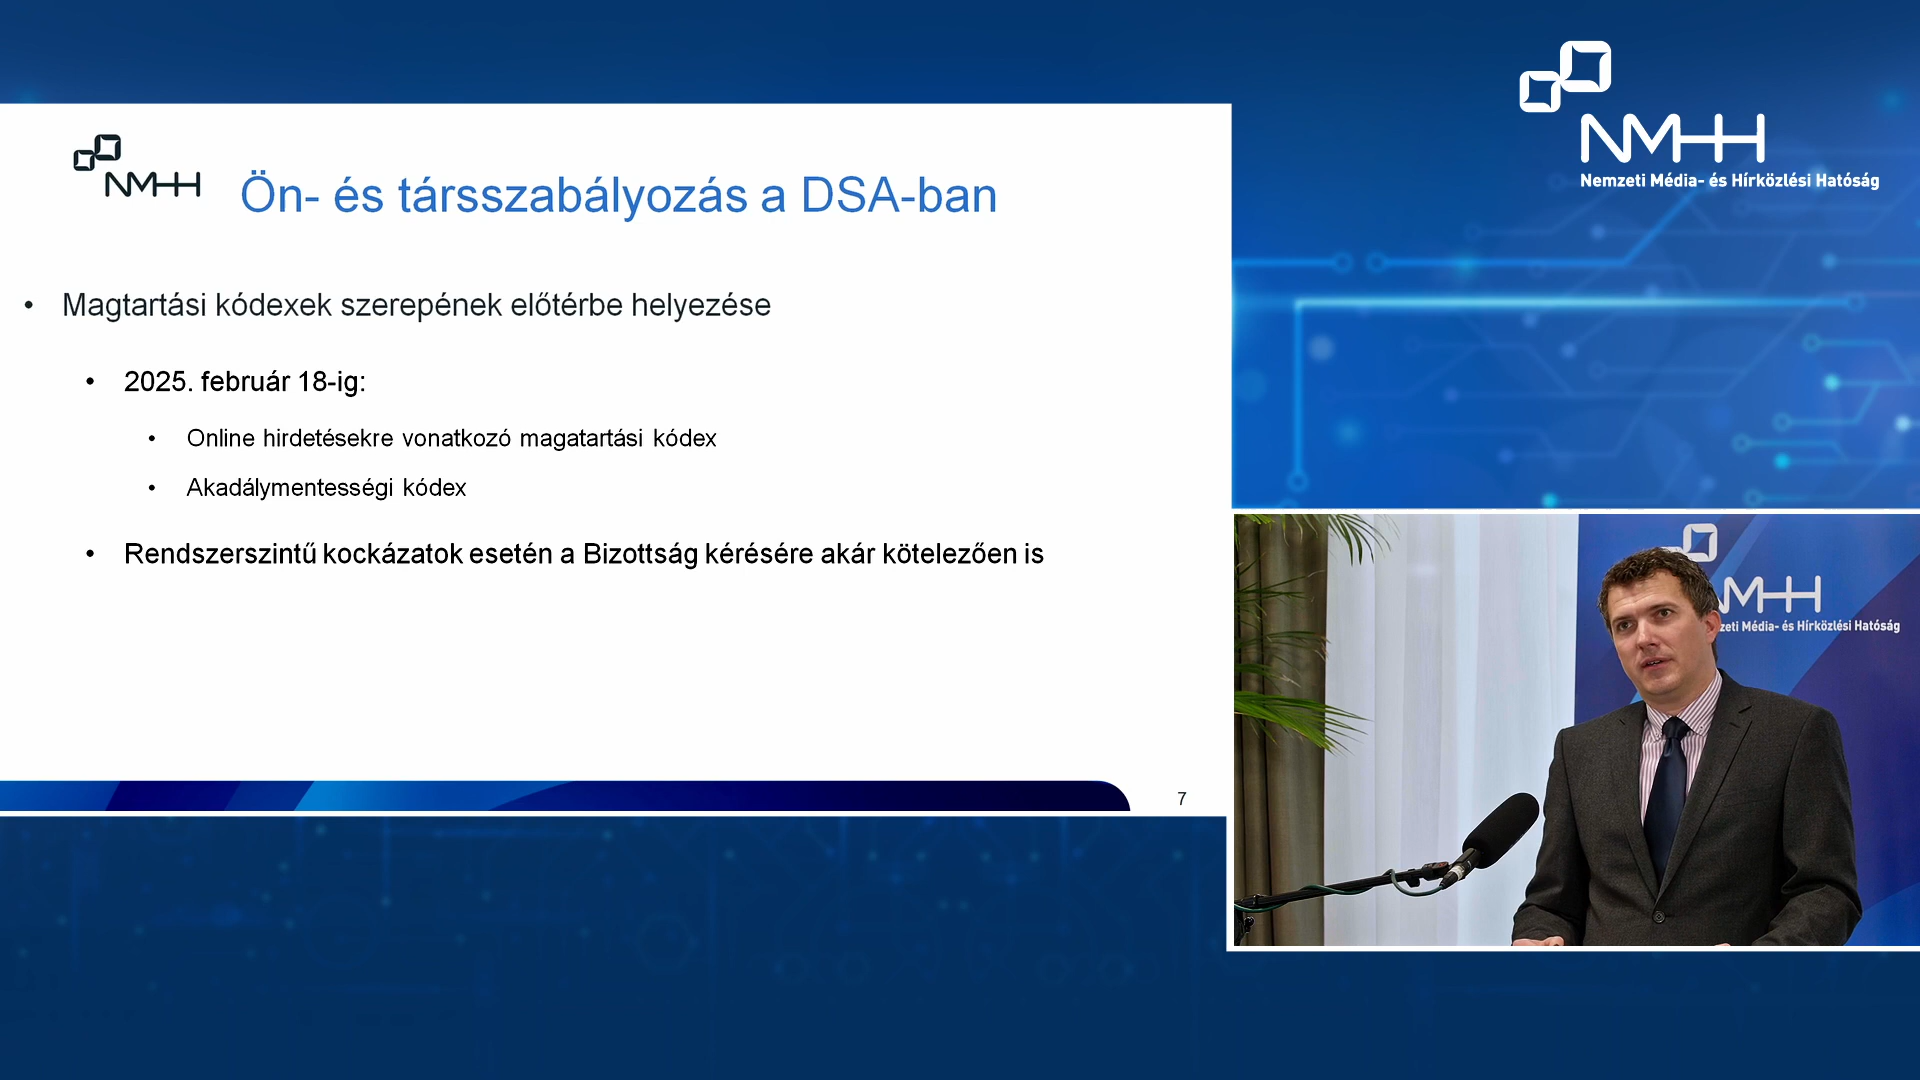 NMHH
Nemzeti Média- és Hírközlési Hatóság
NMHH
Ön- és társszabályozás a DSA-ban
• Magtartási kódexek szerepének előtérbe helyezése
• 2025. február 18-ig:
• Online hirdetésekre vonatkozó magatartási kódex
• Akadálymentességi kódex
• Rendszerszintű kockázatok esetén a Bizottság kérésére akár kötelezően is
7
MHH
zeti Média- és Hírközlési Hatóság